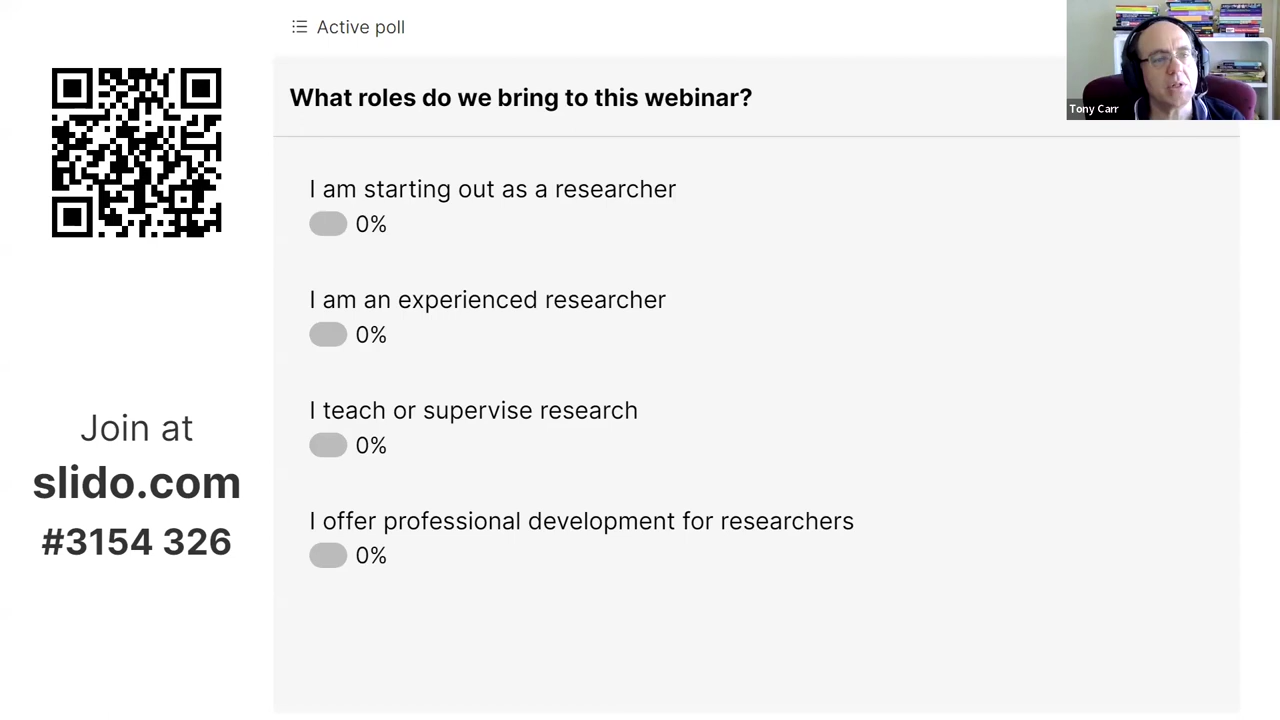 Active poll
What roles do we bring to this webinar?
Tony Carr
I am starting out as a researcher
0%
I am an experienced researcher
0%
I teach or supervise research
0%
I offer professional development for researchers
0%
Join at
slido.com
#3154 326